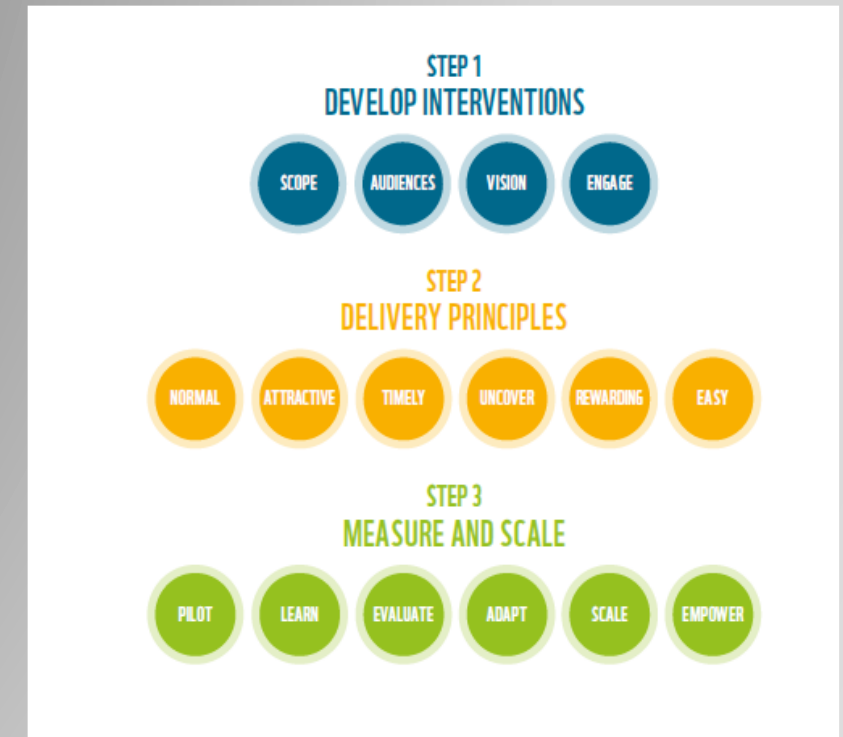 STEP 1
DEVELOP INTERVENTIONS
SCOPE AUDIENCES VISION ENGAGE
STEP 2
DELIVERY PRINCIPLES
NORMAL ATTRACTIVE TIMELY UNCOVER REWARDING EASY
STEP 3
MEASURE AND SCALE
PILOT LEARN EVALUATE ADAPT SCALE EMPOWER